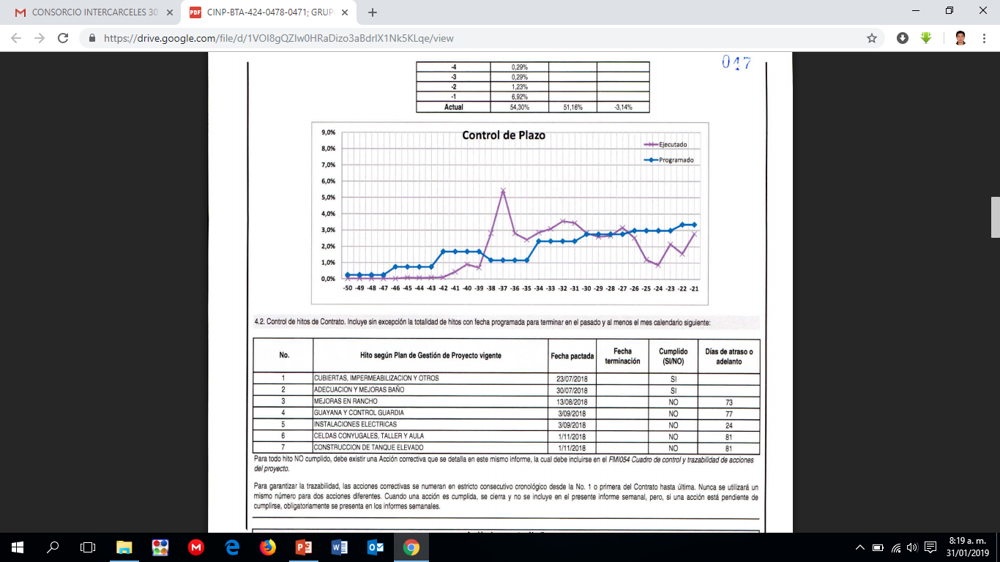 CONSORCIO INTERCARCELES 30
CINP-BTA-424-0478-0471; GRUP
https://drive.google.com/file/d/1VOl8gQZlw0HRaDizo3aBdrlX1Nk5KLqe/view
047
-4 0,29%
-3 0,29%
-2 1,23%
-1 6,92%
Actual 54,30% 51,16% -3,14%
Control de Plazo
9,0%
8,0%
7,0%
6,0%
5,0%
4,0%
3,0%
2,0%
1,0%
0,0%
Ejecutado
Programado
-50 -49 -48 -47 -46 -45 -44 -43 -42 -41 -40 -39 -38 -37 -36 -35 -34 -33 -32 -31 -30 -29 -28 -27 -26 -25 -24 -23 -22 -21
4.2. Control de hitos de Contrato. Incluye sin excepción la totalidad de hitos con fecha programada para terminar en el pasado y al menos el mes calendario siguiente:
No. Hito según Plan de Gestión de Proyecto vigente Fecha pactada Fecha terminación Cumplido (SI/NO) Días de atraso o adelanto
1 CUBIERTAS, IMPERMEABILIZACION Y OTROS 23/07/2018 SI
2 ADECUACION Y MEJORAS BAÑO 30/07/2018 SI
3 MEJORAS EN RANCHO 13/08/2018 NO 73
4 GUAYANA Y CONTROL GUARDIA 3/09/2018 NO 77
5 INSTALACIONES ELECTRICAS 3/09/2018 NO 24
6 CELDAS CONYUGALES, TALLER Y AULA 1/11/2018 NO 81
7 CONSTRUCCION DE TANQUE ELEVADO 1/11/2018 NO 81
Para todo hito NO cumplido, debe existir una Acción correctiva que se detalla en este mismo informe, la cual debe incluirse en el FMI054 Cuadro de control y trazabilidad de acciones
del proyecto.
Para garantizar la trazabilidad, las acciones correctivas se numeran en estricto consecutivo cronológico desde la No. 1 o primera del Contrato hasta última. Nunca se utilizará un
mismo número para dos acciones diferentes. Cuando una acción es cumplida, se cierra y no se incluye en el presente informe semanal, pero, si una acción está pendiente de
cumplirse, obligatoriamente se presenta en los informes semanales.
8:19 a. m.
31/01/2019